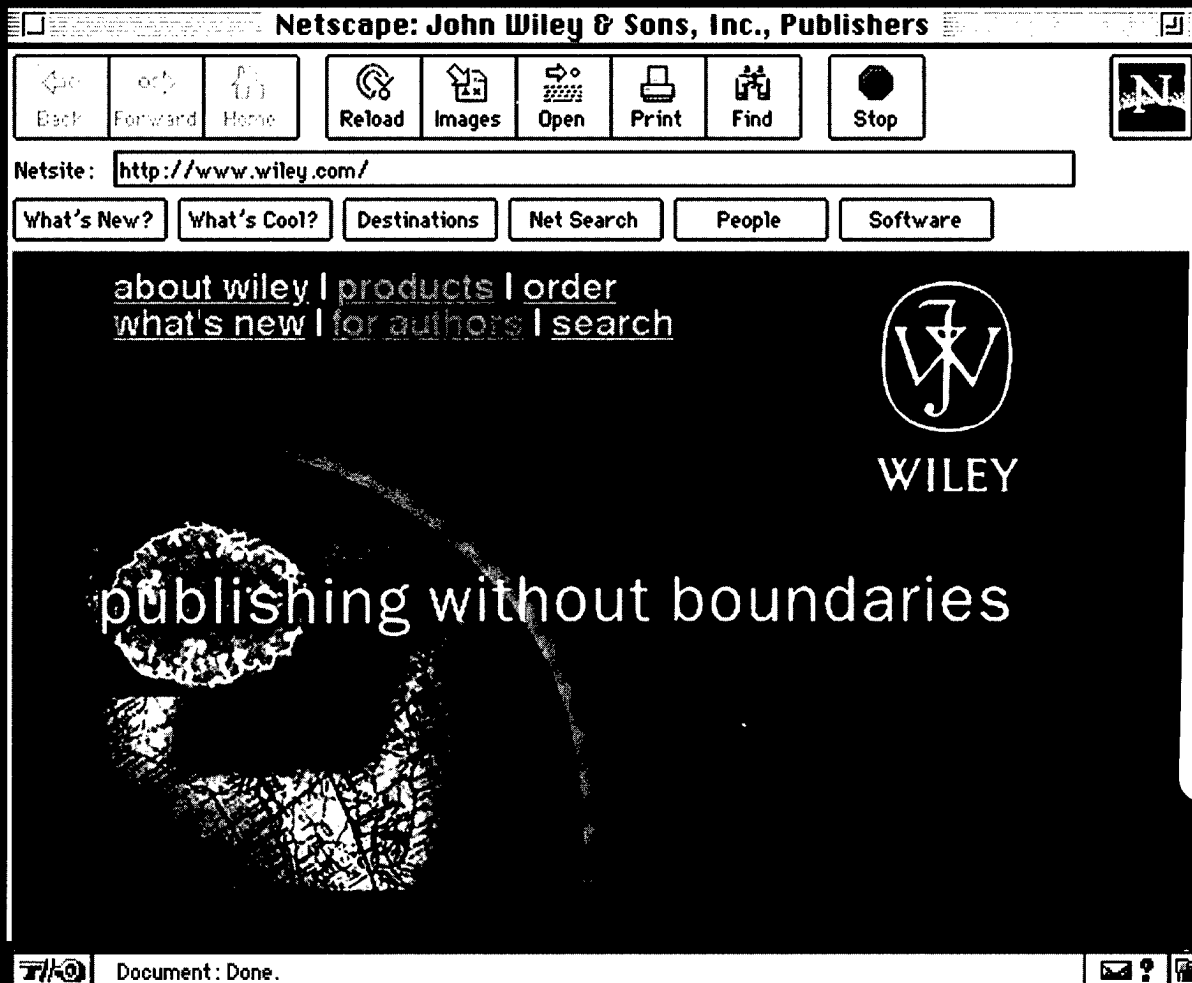 Netscape: John Wiley & Sons, Inc., Publishers
Back Forward Home Reload Images Open Print Find Stop
N
Netsite: http://www.wiley.com/
What's New? What's Cool? Destinations Net Search People Software
about wiley | products | order
what's new | for authors | search
WILEY
publishing without boundaries
Document: Done.
?